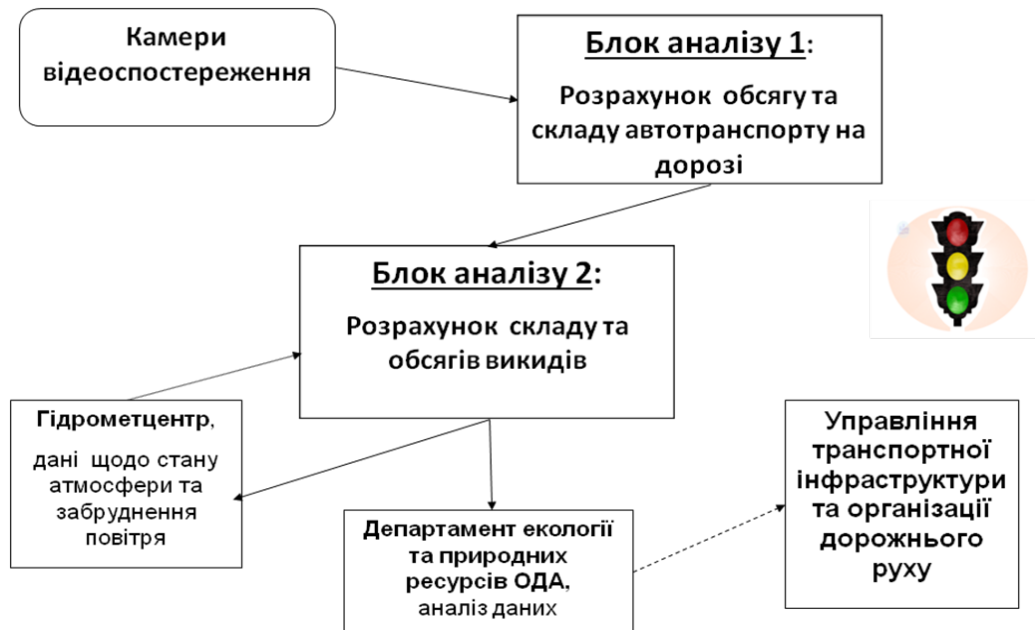 Камери
відеоспостереження
Блок аналізу 1:
Розрахунок обсягу та
складу автотранспорту на
дорозі
Блок аналізу 2:
Розрахунок складу та
обсягів викидів
Гідрометцентр,
дані щодо стану
атмосфери та
забруднення
повітря
Департамент екології
та природних
ресурсів ОДА,
аналіз даних
Управління
транспортної
інфраструктури
та організації
дорожнього
руху